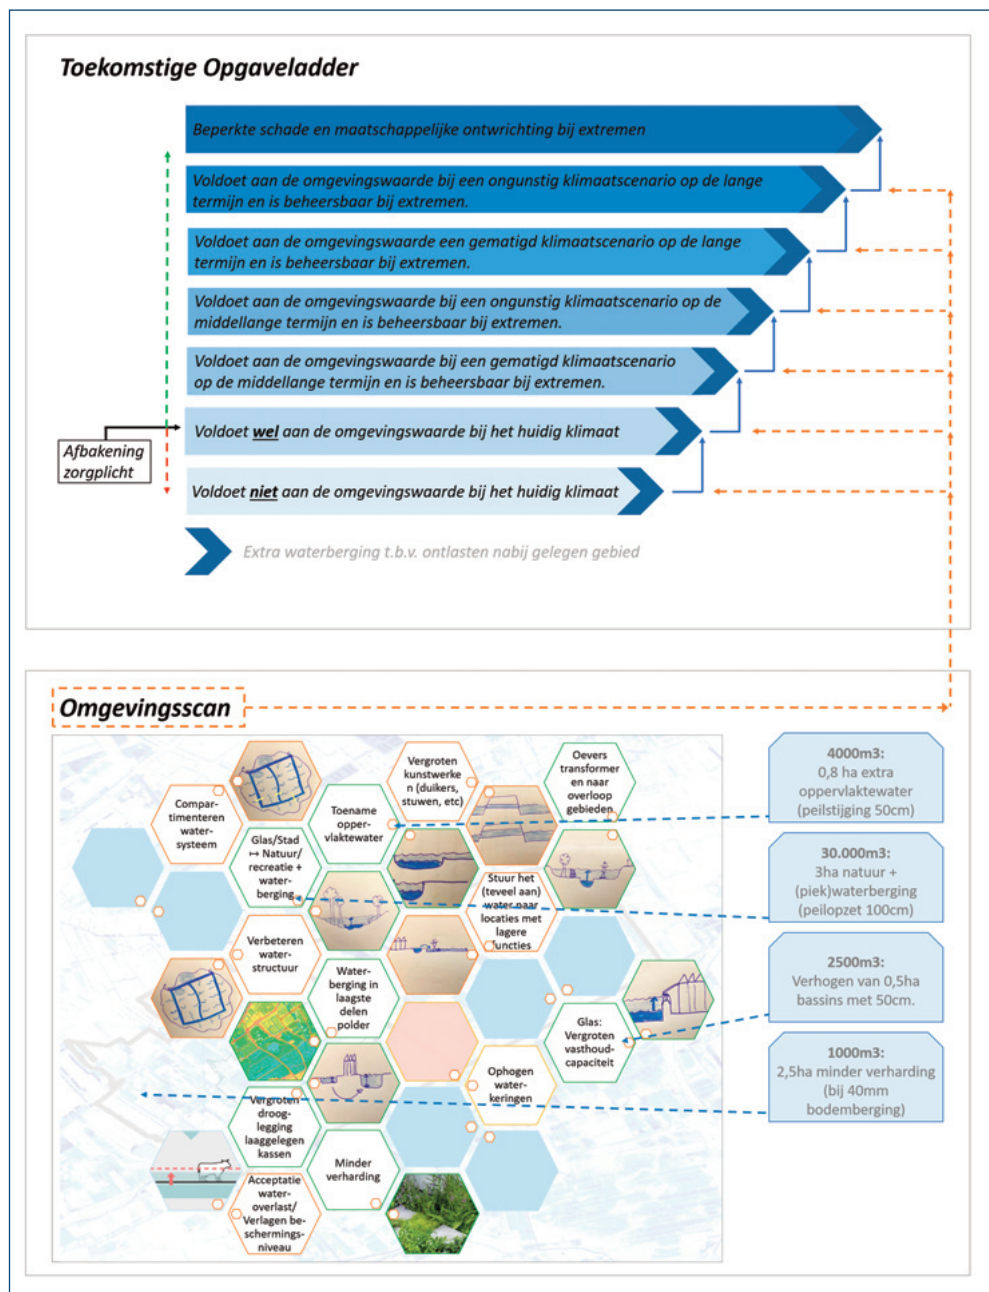 Toekomstige Opgaveladder
Beperkte schade en maatschappelijke ontwrichting bij extremen
Voldoet aan de omgevingswaarde bij een ongunstig klimaatscenario op de lange
termijn en is beheersbaar bij extremen.
Voldoet aan de omgevingswaarde een gematigd klimaatscenario op de lange
termijn en is beheersbaar bij extremen.
Voldoet aan de omgevingswaarde bij een ongunstig klimaatscenario op de
middellange termijn en is beheersbaar bij extremen.
Voldoet aan de omgevingswaarde bij een gematigd klimaatscenario
op de middellange termijn en is beheersbaar bij extremen.
Afbakening
zorgplicht
Voldoet wel aan de omgevingswaarde bij het huidig klimaat
Voldoet niet aan de omgevingswaarde bij het huidig klimaat
Extra waterberging t.b.v. ontlasten nabij gelegen gebied
Omgevingsscan
Compar-
timenteren
water-
systeem
Glas/Stad
↦ Natuur/
recreatie +
water-
berging
Toename
opper-
vlaktewater
Vergroten
kunstwerke
n (duikers,
stuwen, etc)
Oevers
transformer
en naar
overloop
gebieden
Stuur het
(teveel aan)
water naar
locaties met
lagere
functies
Verbeteren
water-
structuur
Water-
berging in
laagste
delen
polder
Glas:
Vergroten
vasthoud-
capaciteit
Ophogen
water-
keringen
Vergroten
droog-
legging
laaggelegen
kassen
Minder
verharding
Acceptatie
water-
overlast/
Verlagen be-
schermings-
niveau
4000m3:
0,8 ha extra
oppervlaktewater
(peilstijging 50cm)
30.000m3:
3ha natuur +
(piek)waterberging
(peilopzet 100cm)
2500m3:
Verhogen van 0,5ha
bassins met 50cm.
1000m3:
2,5ha minder verharding
(bij 40mm
bodemberging)